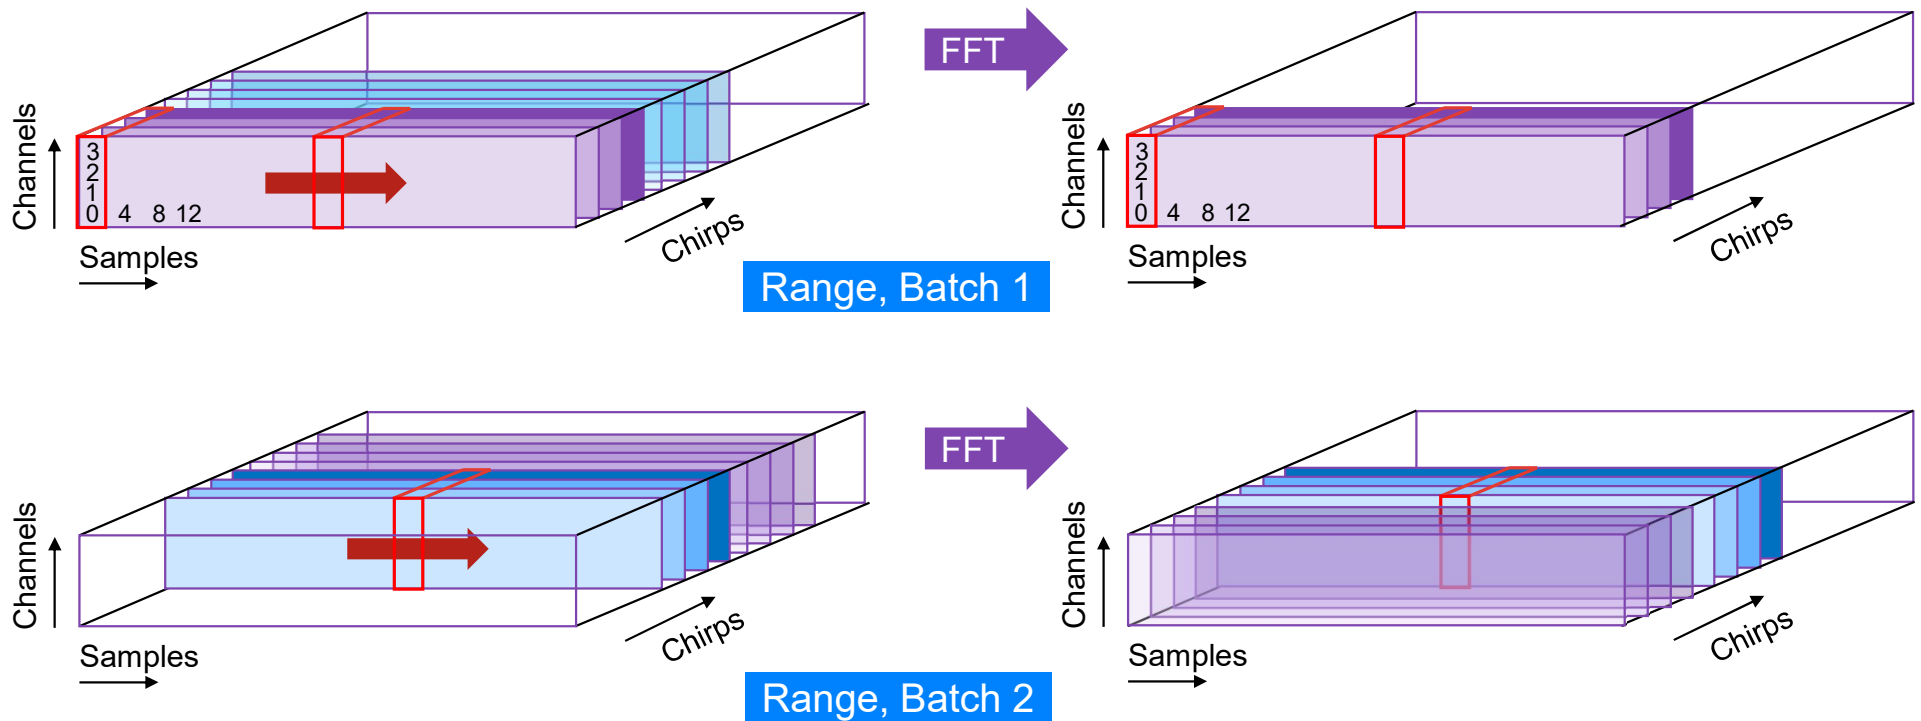 FFT
Channels
3
2
1
0 4 8 12
Samples
Chirps
Channels
3
2
1
0 4 8 12
Samples
Chirps
Range, Batch 1
FFT
Channels
Samples
Chirps
Channels
Samples
Chirps
Range, Batch 2